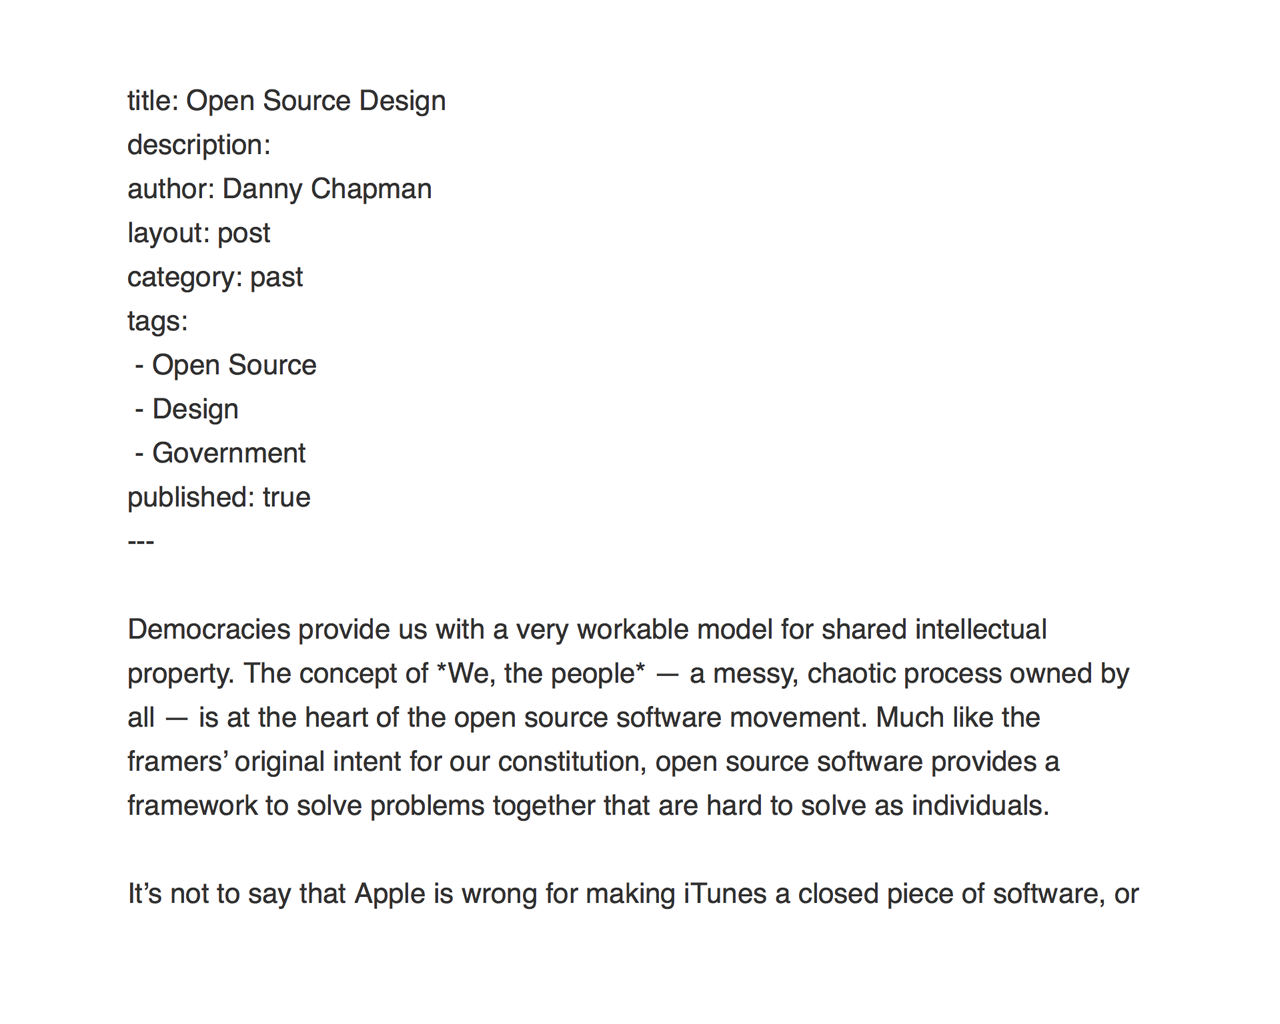 title: Open Source Design
description:
author: Danny Chapman
layout: post
category: past
tags:
 - Open Source
 - Design
 - Government
published: true
---
Democracies provide us with a very workable model for shared intellectual
property. The concept of *We, the people* — a messy, chaotic process owned by
all — is at the heart of the open source software movement. Much like the
framers’ original intent for our constitution, open source software provides a
framework to solve problems together that are hard to solve as individuals.
It’s not to say that Apple is wrong for making iTunes a closed piece of software, or